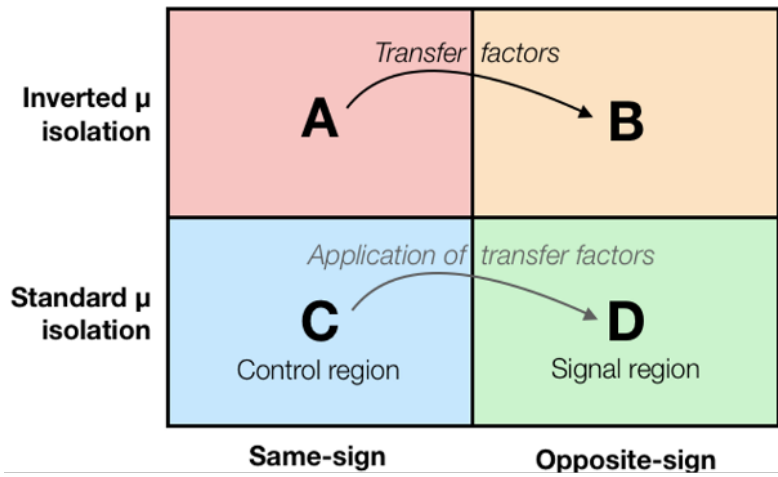 Transfer factors
Inverted μ
isolation
A
B
Application of transfer factors
Standard μ
isolation
C
D
Control region
Signal region
Same-sign
Opposite-sign